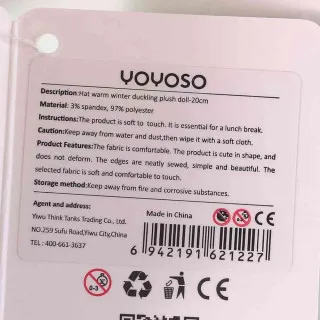 YOYOSO
Description:Hat warm winter duckling plush doll-20cm
Material: 3% spandex, 97% polyester
Instructions:The product is soft to touch. It is essential for a lunch break.
Caution:Keep away from water and dust,then wipe it with a soft cloth.
Product Features:The fabric is comfortable. The product is cute in shape, and
does not deform. The edges are neatly sewed, simple and beautiful. The
selected fabric is soft and comfortable to touch.
Storage method:Keep away from fire and corrosive substances.
Agent and address:
Yiwu Think Tanks Trading Co., Ltd.
NO.259 Sufu Road,Yiwu City,China
TEL: 400-661-3637
Made in China
CE
6 942191 621227
0-3
CE